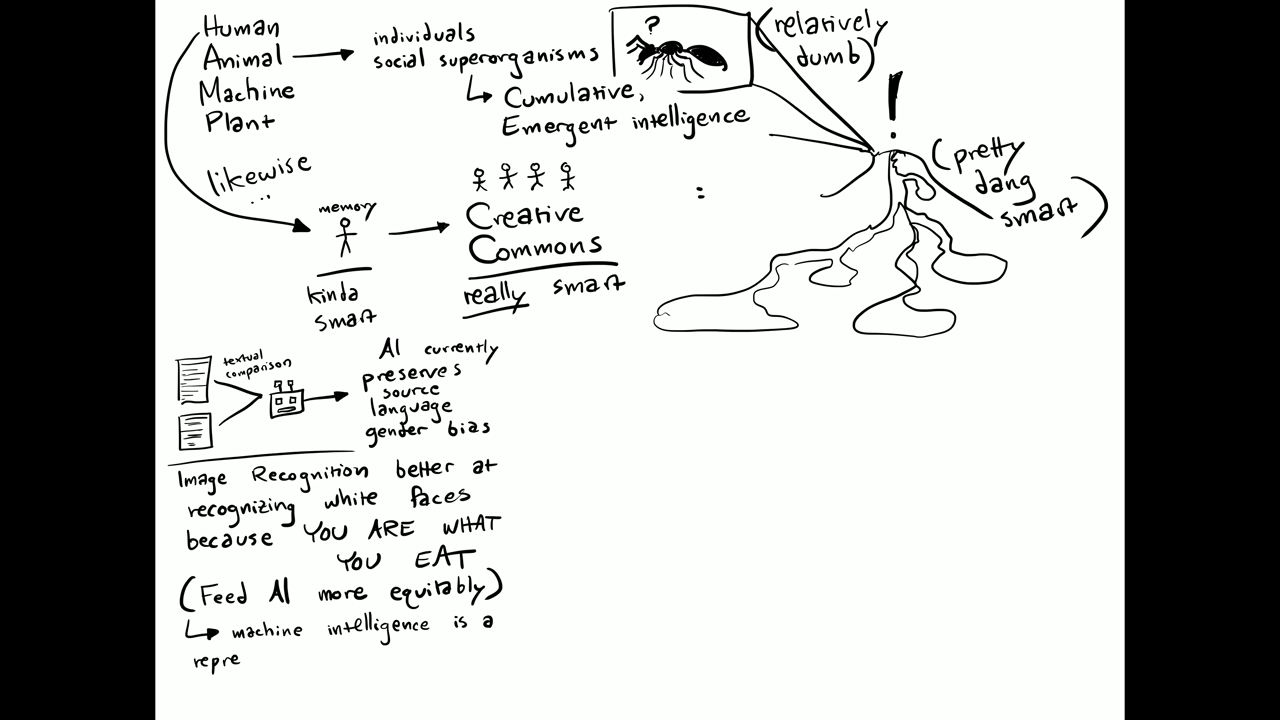 Human
Animal
Machine
Plant
individuals
social superorganisms
Cumulative,
Emergent intelligence
?
(relatively
dumb)
!
(pretty
dang
smart)
likewise
...
memory
kinda
smart
Creative
Commons
really smart
:
textual
comparison
AI currently
preserves
source
language
gender bias
Image Recognition better at
recognizing white faces
because YOU ARE WHAT
YOU EAT
(Feed AI more equitably)
machine intelligence is a
repre